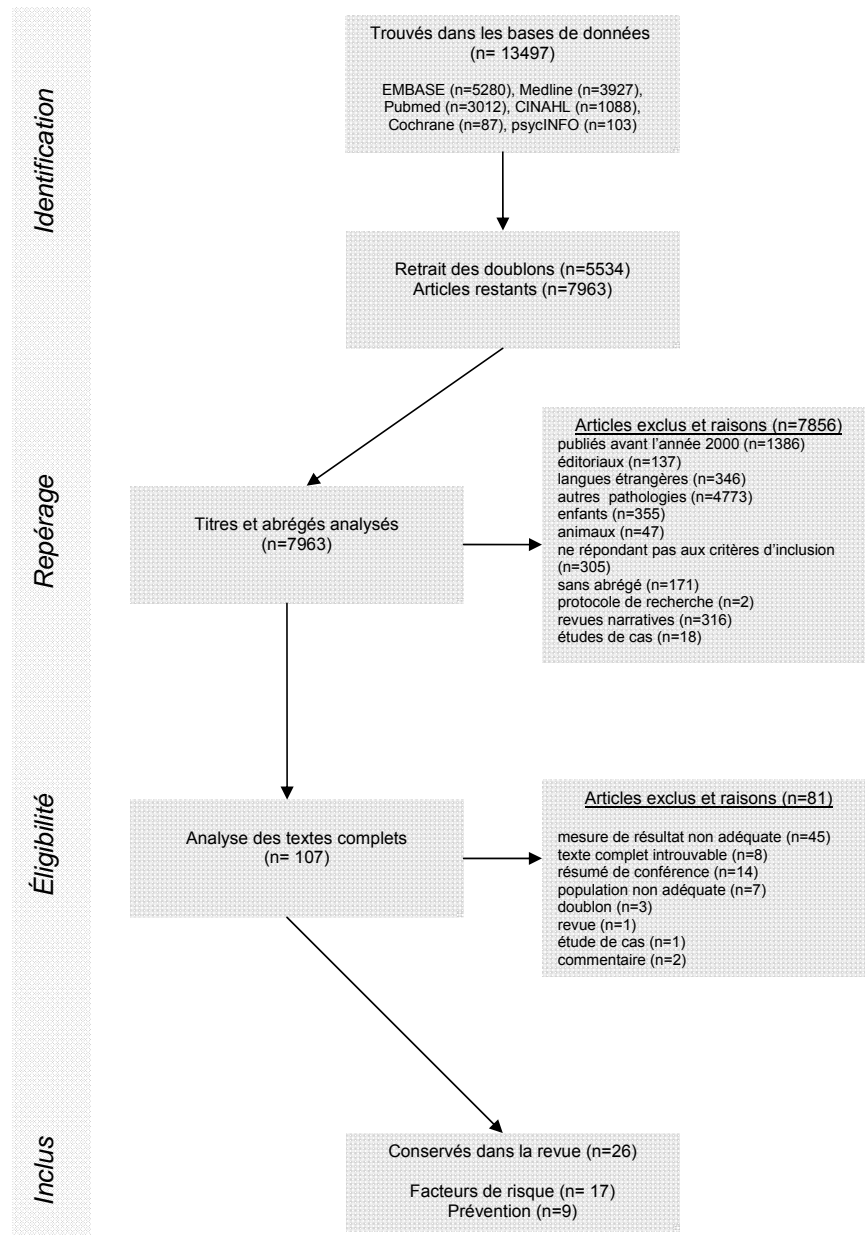 Identification
Trouvés dans les bases de données
(n= 13497)
EMBASE (n=5280), Medline (n=3927),
Pubmed (n=3012), CINAHL (n=1088),
Cochrane (n=87), psycINFO (n=103)
Retrait des doublons (n=5534)
Articles restants (n=7963)
Repérage
Titres et abrégés analysés
(n=7963)
Articles exclus et raisons (n=7856)
publiés avant l'année 2000 (n=1386)
éditoriaux (n=137)
langues étrangères (n=346)
autres pathologies (n=4773)
enfants (n=355)
animaux (n=47)
ne répondant pas aux critères d'inclusion
(n=305)
sans abrégé (n=171)
protocole de recherche (n=2)
revues narratives (n=316)
études de cas (n=18)
Éligibilité
Analyse des textes complets
(n= 107)
Articles exclus et raisons (n=81)
mesure de résultat non adéquate (n=45)
texte complet introuvable (n=8)
résumé de conférence (n=14)
population non adéquate (n=7)
doublon (n=3)
revue (n=1)
étude de cas (n=1)
commentaire (n=2)
Inclus
Conservés dans la revue (n=26)
Facteurs de risque (n= 17)
Prévention (n=9)